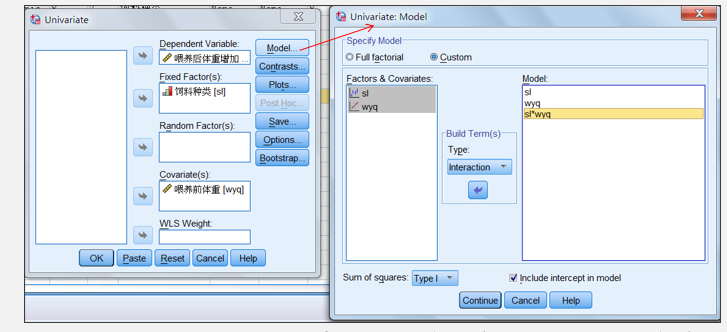 Univariate
Dependent Variable:
喂养后体重增加 ...
Fixed Factor(s):
饲料种类 [sl]
Random Factor(s):
Covariate(s):
喂养前体重 [wyq]
WLS Weight:
Model...
Contrasts...
Plots...
Post Hoc...
Save...
Options...
Bootstrap...
OK
Paste
Reset
Cancel
Help
Univariate: Model
Specify Model
Full factorial
Custom
Factors & Covariates:
sl
wyq
Build Term(s)
Type:
Interaction
Model:
sl
wyq
sl*wyq
Sum of squares:
Type I
Include intercept in model
Continue
Cancel
Help